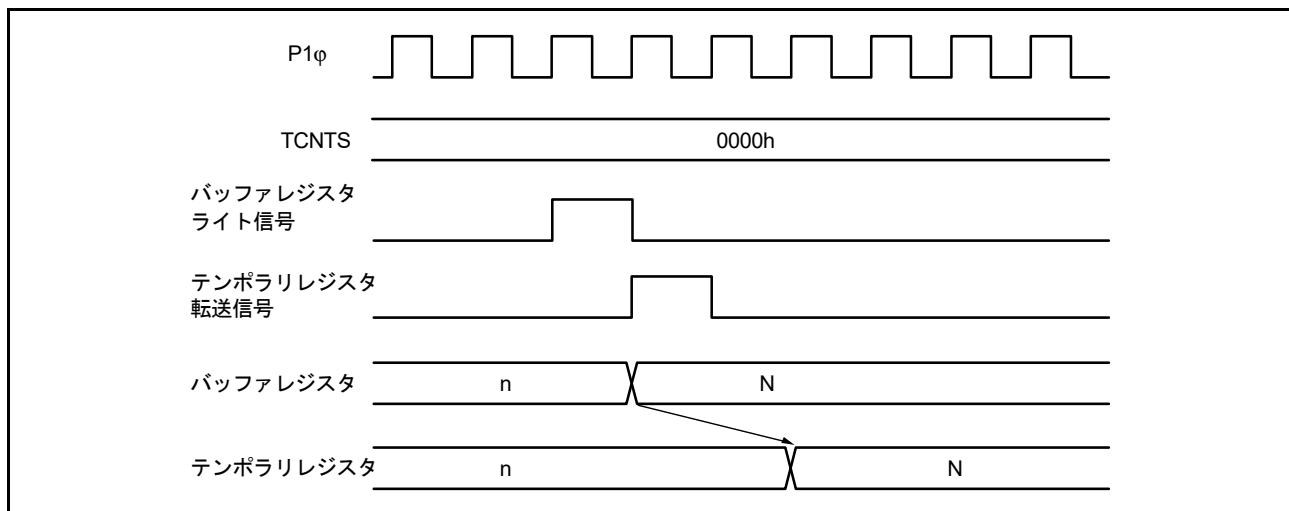 P1φ
TCNTS
0000h
バッファレジスタ
ライト信号
テンポラリレジスタ
転送信号
バッファレジスタ
n
N
テンポラリレジスタ
n
N